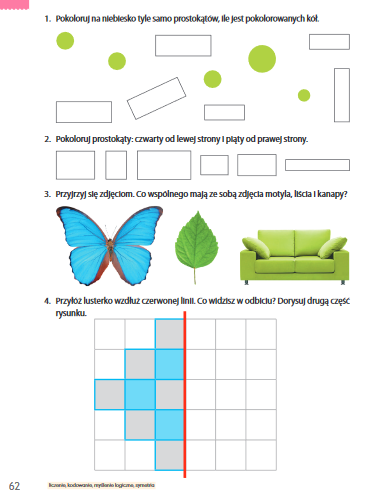 1. Pokoloruj na niebiesko tyle samo prostokątów, ile jest pokolorowanych kół.
2. Pokoloruj prostokąty: czwarty od lewej strony i piąty od prawej strony.
3. Przyjrzyj się zdjęciom. Co wspólnego mają ze sobą zdjęcia motyla, liścia i kanapy?
4. Przyłóż lusterko wzdłuż czerwonej linii. Co widzisz w odbiciu? Dorysuj drugą część
rysunku.
62
liczenie, kodowanie, myślenie logiczne, symetria